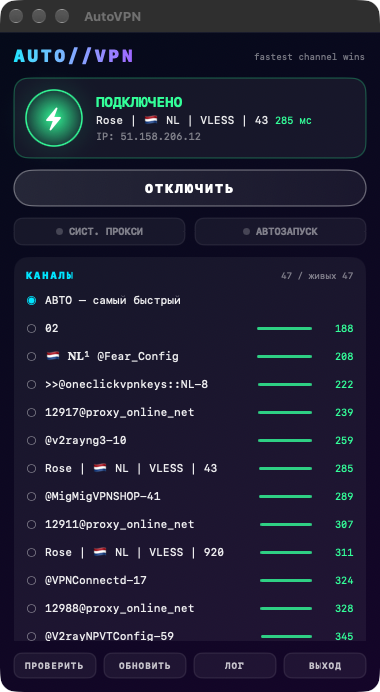 AutoVPN
AUTO//VPN
fastest channel wins
ПОДКЛЮЧЕНО
Rose | 🇳🇱 NL | VLESS | 43 285 мс
IP: 51.158.206.12
ОТКЛЮЧИТЬ
СИСТ. ПРОКСИ
АВТОЗАПУСК
КАНАЛЫ
47 / живых 47
АВТО — самый быстрый
02 188
🇳🇱 NL¹ @Fear_Config 208
>>@oneclickvpnkeys::NL-8 222
12917@proxy_online_net 239
@v2rayng3-10 259
Rose | 🇳🇱 NL | VLESS | 43 285
@MigMigVPNSHOP-41 289
12911@proxy_online_net 307
Rose | 🇳🇱 NL | VLESS | 920 311
@VPNConnectd-17 324
12988@proxy_online_net 328
@V2rayNPVTConfig-59 345
ПРОВЕРИТЬ
ОБНОВИТЬ
ЛОГ
ВЫХОД